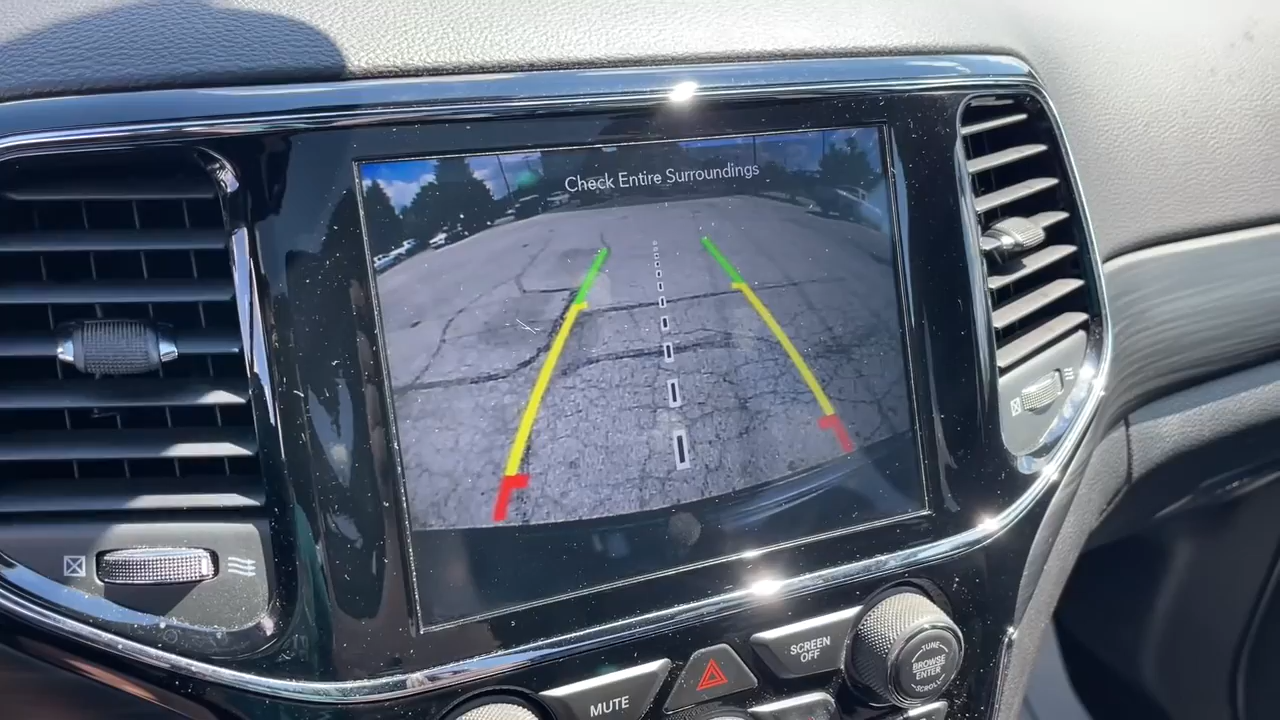 Check Entire Surroundings
SCREEN
OFF
TUNE
BROWSE
ENTER
SCROLL
MUTE